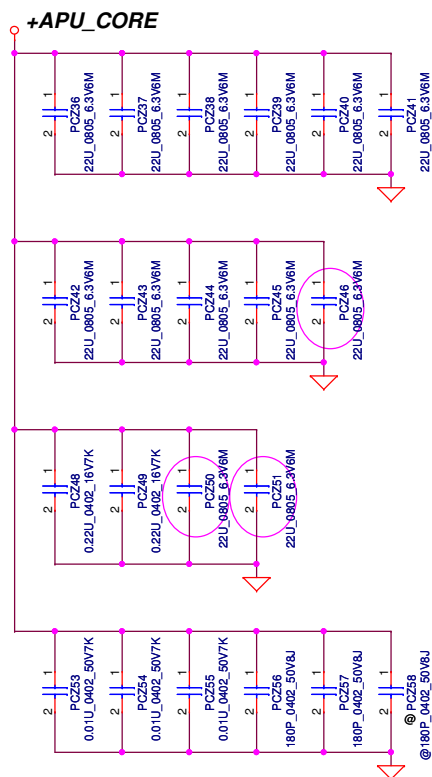 +APU_CORE
1 2 PCZ36 22U_0805_6.3V6M
1 2 PCZ37 22U_0805_6.3V6M
1 2 PCZ38 22U_0805_6.3V6M
1 2 PCZ39 22U_0805_6.3V6M
1 2 PCZ40 22U_0805_6.3V6M
1 2 PCZ41 22U_0805_6.3V6M
1 2 PCZ42 22U_0805_6.3V6M
1 2 PCZ43 22U_0805_6.3V6M
1 2 PCZ44 22U_0805_6.3V6M
1 2 PCZ45 22U_0805_6.3V6M
1 2 PCZ46 22U_0805_6.3V6M
1 2 PCZ48 0.22U_0402_16V7K
1 2 PCZ49 0.22U_0402_16V7K
1 2 PCZ50 22U_0805_6.3V6M
1 2 PCZ51 22U_0805_6.3V6M
1 2 PCZ53 0.01U_0402_50V7K
1 2 PCZ54 0.01U_0402_50V7K
1 2 PCZ55 0.01U_0402_50V7K
1 2 PCZ56 180P_0402_50V8J
1 2 PCZ57 180P_0402_50V8J
1 2 @ PCZ58 @180P_0402_50V8J